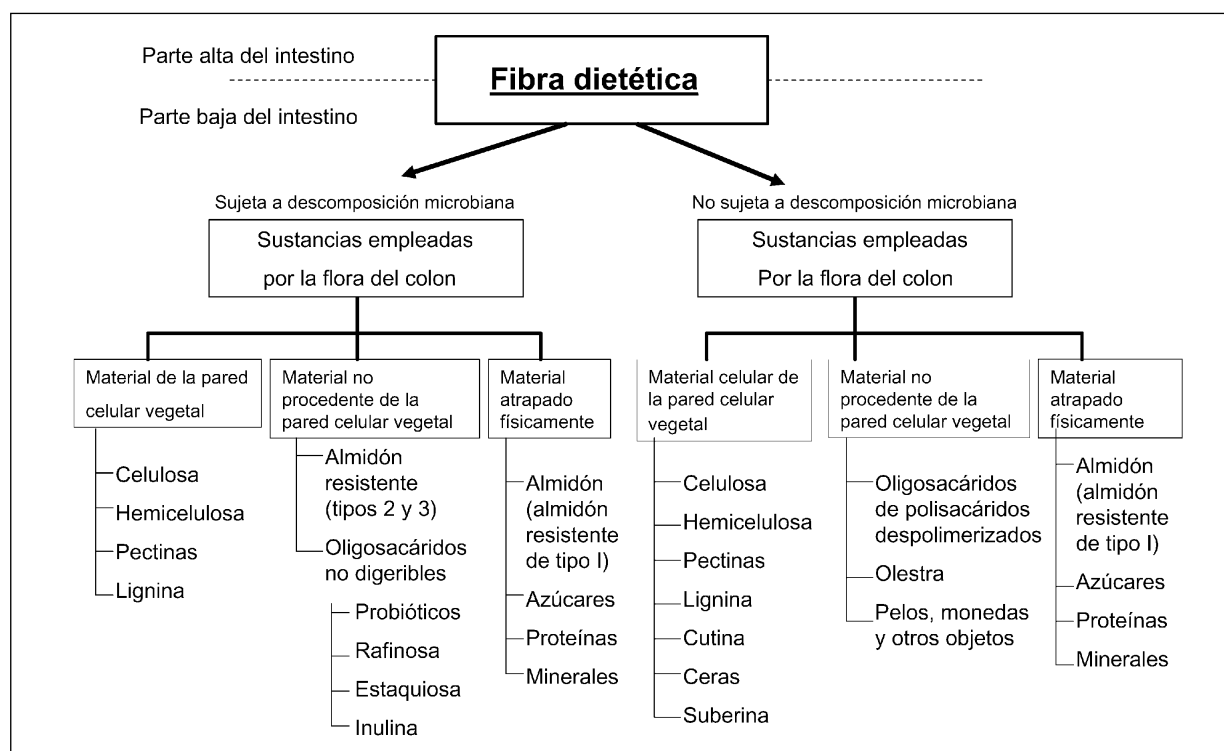 Parte alta del intestino
Fibra dietética
Parte baja del intestino
Sujeta a descomposición microbiana
Sustancias empleadas
por la flora del colon
No sujeta a descomposición microbiana
Sustancias empleadas
Por la flora del colon
Material de la pared
celular vegetal
Celulosa
Hemicelulosa
Pectinas
Lignina
Material no
procedente de la
pared celular vegetal
Almidón
resistente
(tipos 2 y 3)
Oligosacáridos
no digeribles
Probióticos
Rafinosa
Estaquiosa
Inulina
Material
atrapado
físicamente
Almidón
(almidón
resistente
de tipo I)
Azúcares
Proteínas
Minerales
Material celular de
la pared celular
vegetal
Celulosa
Hemicelulosa
Pectinas
Lignina
Cutina
Ceras
Suberina
Material no
procedente de la
pared celular vegetal
Oligosacáridos
de polisacáridos
despolimerizados
Olestra
Pelos, monedas
y otros objetos
Material
atrapado
físicamente
Almidón
(almidón
resistente
de tipo I)
Azúcares
Proteínas
Minerales